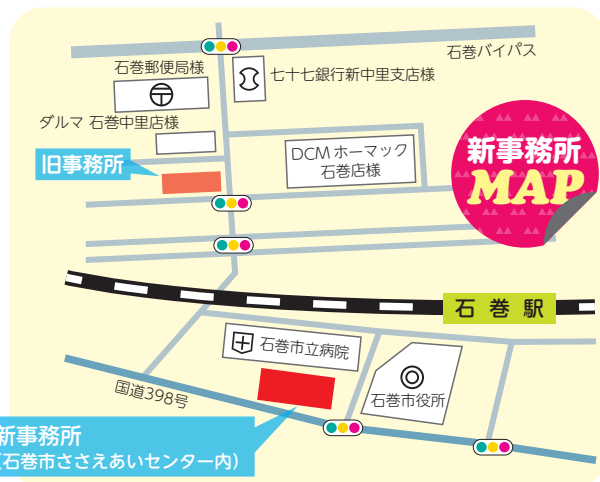 石巻バイパス
石巻郵便局様
七十七銀行新中里支店様
ダルマ 石巻中里店様
旧事務所
DCMホーマック
石巻店様
新事務所
MAP
石巻駅
石巻市立病院
石巻市役所
国道398号
新事務所
(石巻市ささえあいセンター内)